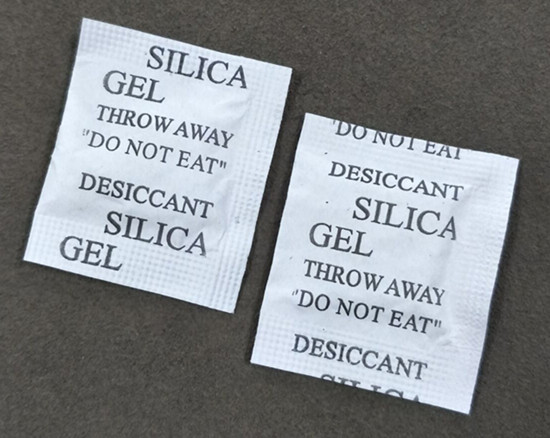 SILICA
GEL
THROW AWAY
"DO NOT EAT"
DESICCANT
SILICA
GEL
"DO NOT EAT"
DESICCANT
SILICA
GEL
THROW AWAY
"DO NOT EAT"
DESICCANT
SILICA